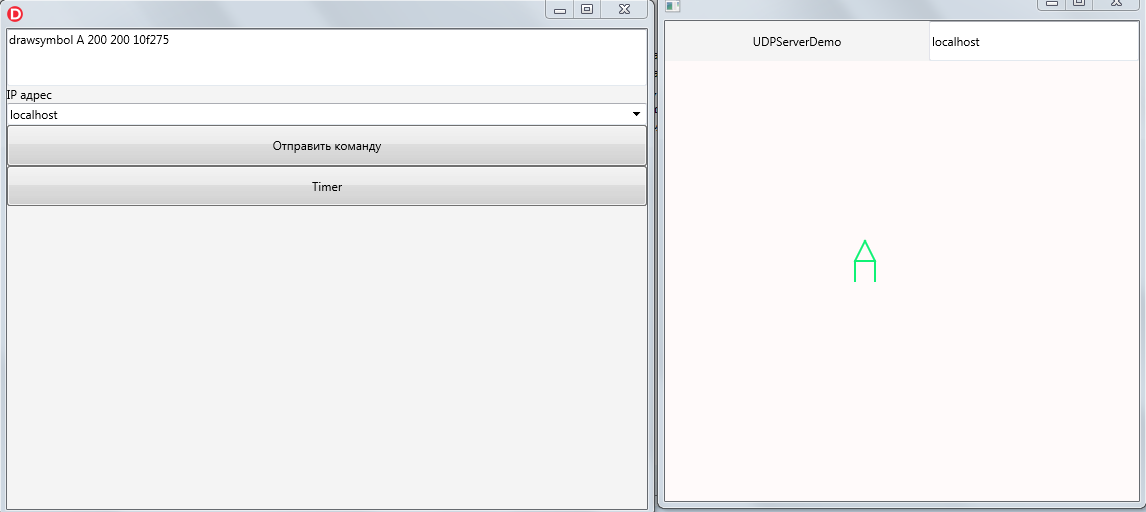 D
drawsymbol A 200 200 10f275
IP адрес
localhost
Отправить команду
Timer
UDPServerDemo
localhost
A